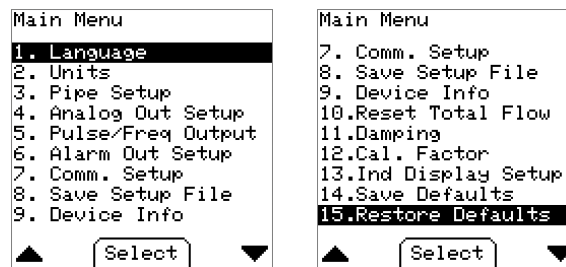 Main Menu
1. Language
2. Units
3. Pipe Setup
4. Analog Out Setup
5. Pulse/Freq Output
6. Alarm Out Setup
7. Comm. Setup
8. Save Setup File
9. Device Info
Select
Main Menu
7. Comm. Setup
8. Save Setup File
9. Device Info
10.Reset Total Flow
11.Damping
12.Cal. Factor
13.Ind Display Setup
14.Save Defaults
15.Restore Defaults
Select